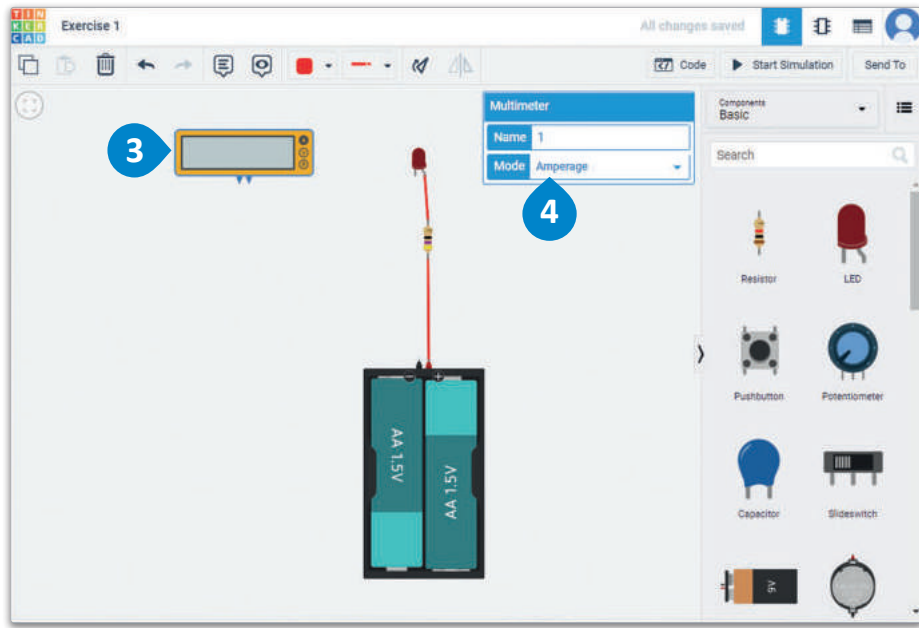 TIN
KER
CAD
Exercise 1
All changes saved
Code
Start Simulation
Send To
3
Multimeter
Name 1
Mode Amperage
4
Components
Basic
Search
Resistor
LED
Pushbutton
Potentiometer
Capacitor
Slideswitch
9V
+
AA 1.5V
AA 1.5V